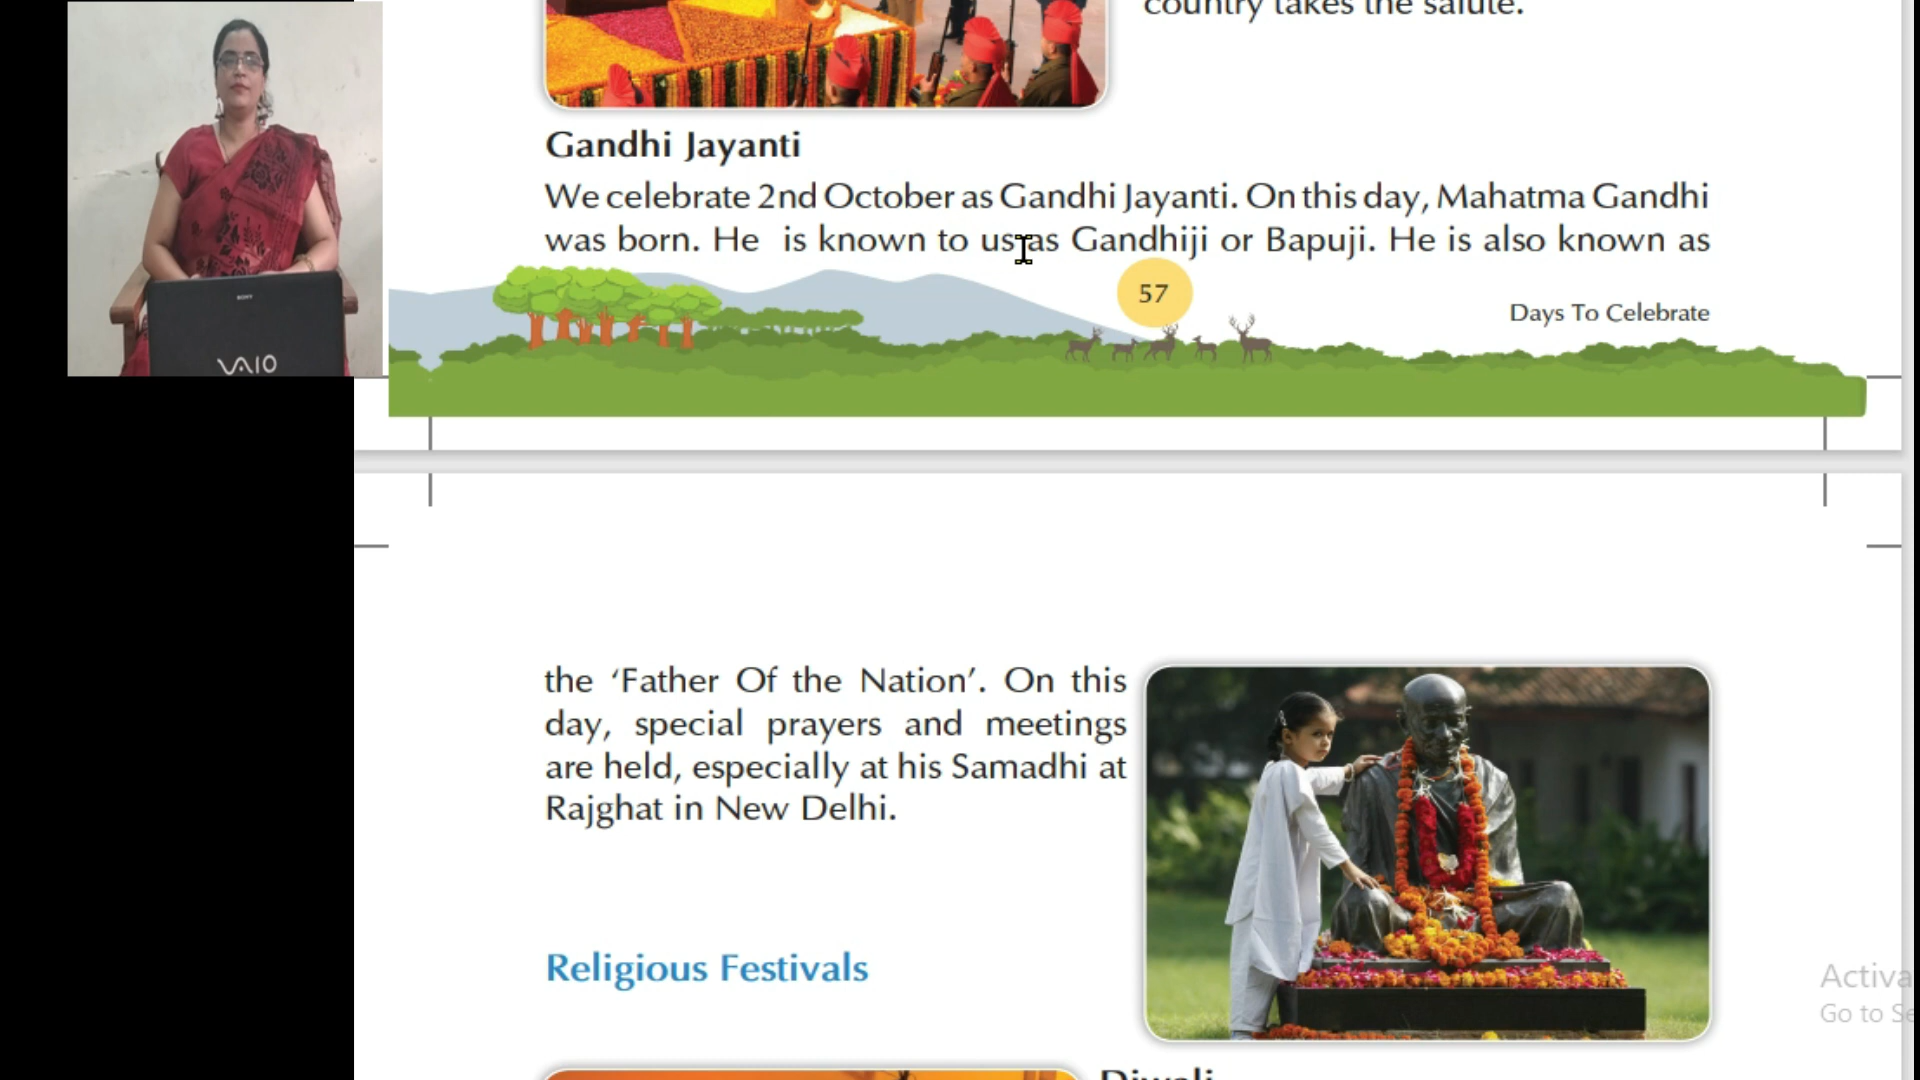 country takes the salute.
Gandhi Jayanti
We celebrate 2nd October as Gandhi Jayanti. On this day, Mahatma Gandhi
was born. He is known to us as Gandhiji or Bapuji. He is also known as
57
Days To Celebrate
SONY
VAIO
the ‘Father Of the Nation’. On this
day, special prayers and meetings
are held, especially at his Samadhi at
Rajghat in New Delhi.
Religious Festivals
Diwali
Activa
Go to Se